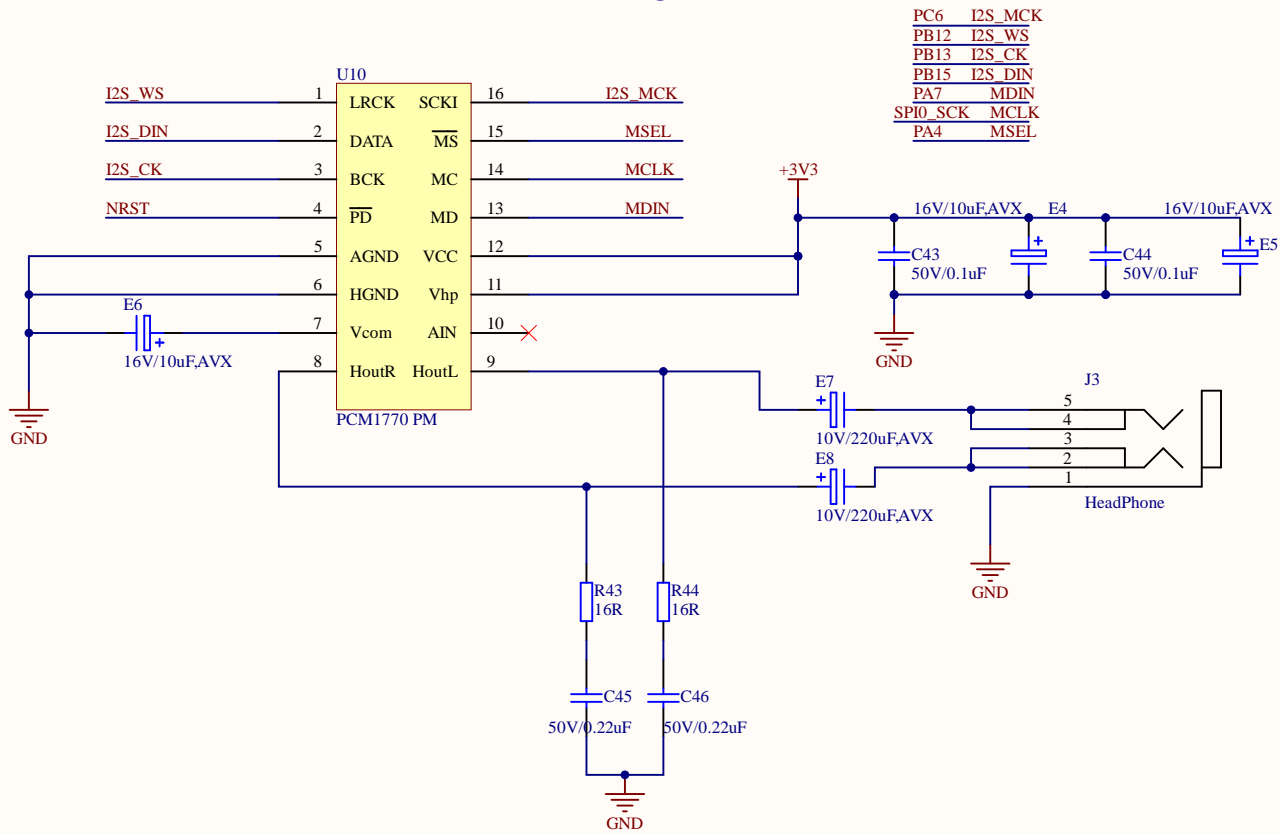 PC6 I2S_MCK
PB12 I2S_WS
PB13 I2S_CK
PB15 I2S_DIN
PA7 MDIN
SPI0_SCK MCLK
PA4 MSEL
U10
I2S_WS 1 LRCK SCKI 16 I2S_MCK
I2S_DIN 2 DATA MS 15 MSEL
I2S_CK 3 BCK MC 14 MCLK
NRST 4 PD MD 13 MDIN
5 AGND VCC 12
6 HGND Vhp 11
7 Vcom AIN 10
8 HoutR HoutL 9
PCM1770 PM
E6
16V/10uF,AVX
GND
+3V3
16V/10uF,AVX E4
16V/10uF,AVX
E5
C43
50V/0.1uF
C44
50V/0.1uF
GND
E7
10V/220uF,AVX
E8
10V/220uF,AVX
J3
5
4
3
2
1
HeadPhone
GND
R43
16R
R44
16R
C45
50V/0.22uF
C46
50V/0.22uF
GND